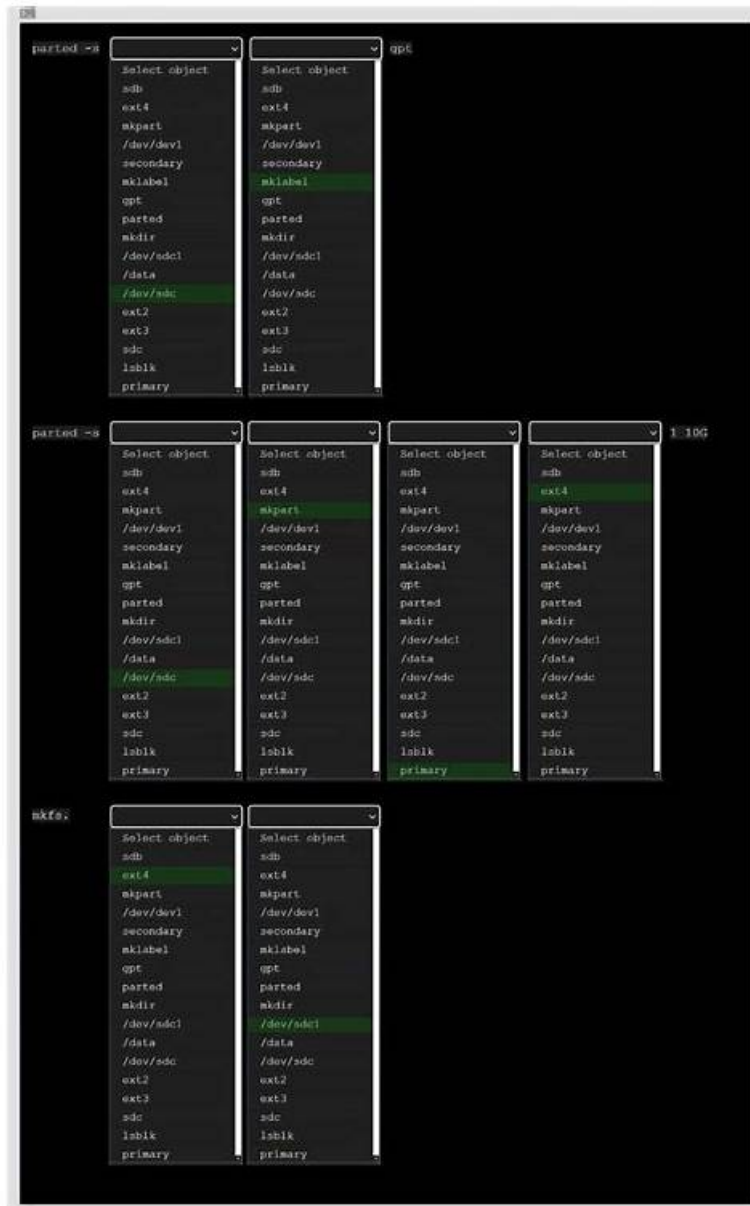 parted -s gpt
Select object Select object
sdb sdb
ext4 ext4
mkpart mkpart
/dev/dev1 /dev/dev1
secondary secondary
mklabel mklabel
gpt gpt
parted parted
mkdir mkdir
/dev/sdc1 /dev/sdc1
/data /data
/dev/sdc /dev/sdc
ext2 ext2
ext3 ext3
sdc sdc
lsblk lsblk
primary primary
parted -s 1 10G
Select object Select object Select object Select object
sdb sdb sdb sdb
ext4 ext4 ext4 ext4
mkpart mkpart mkpart mkpart
/dev/dev1 /dev/dev1 /dev/dev1 /dev/dev1
secondary secondary secondary secondary
mklabel mklabel mklabel mklabel
gpt gpt gpt gpt
parted parted parted parted
mkdir mkdir mkdir mkdir
/dev/sdc1 /dev/sdc1 /dev/sdc1 /dev/sdc1
/data /data /data /data
/dev/sdc /dev/sdc /dev/sdc /dev/sdc
ext2 ext2 ext2 ext2
ext3 ext3 ext3 ext3
sdc sdc sdc sdc
lsblk lsblk lsblk lsblk
primary primary primary primary
mkfs.
Select object Select object
sdb sdb
ext4 ext4
mkpart mkpart
/dev/dev1 /dev/dev1
secondary secondary
mklabel mklabel
gpt gpt
parted parted
mkdir mkdir
/dev/sdc1 /dev/sdc1
/data /data
/dev/sdc /dev/sdc
ext2 ext2
ext3 ext3
sdc sdc
lsblk lsblk
primary primary